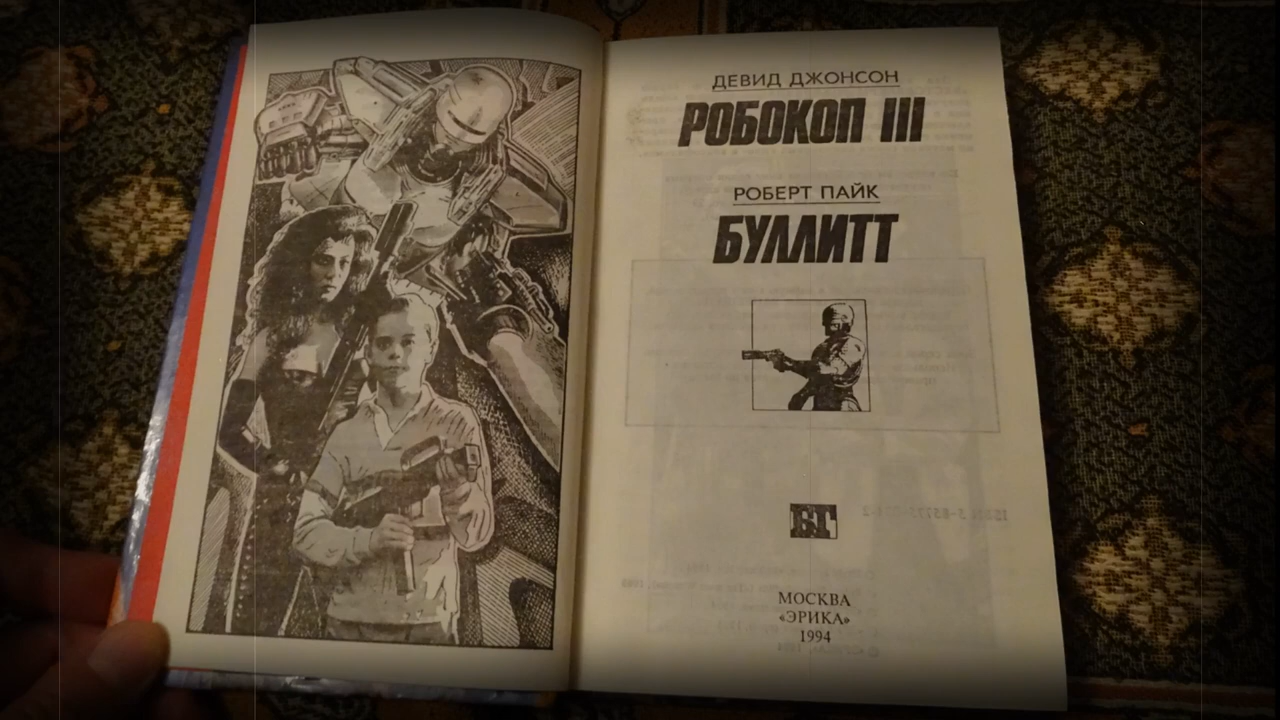 ДЕВИД ДЖОНСОН
РОБОКОП III
РОБЕРТ ПАЙК
БУЛЛИТТ
БГ
МОСКВА
«ЭРИКА»
1994